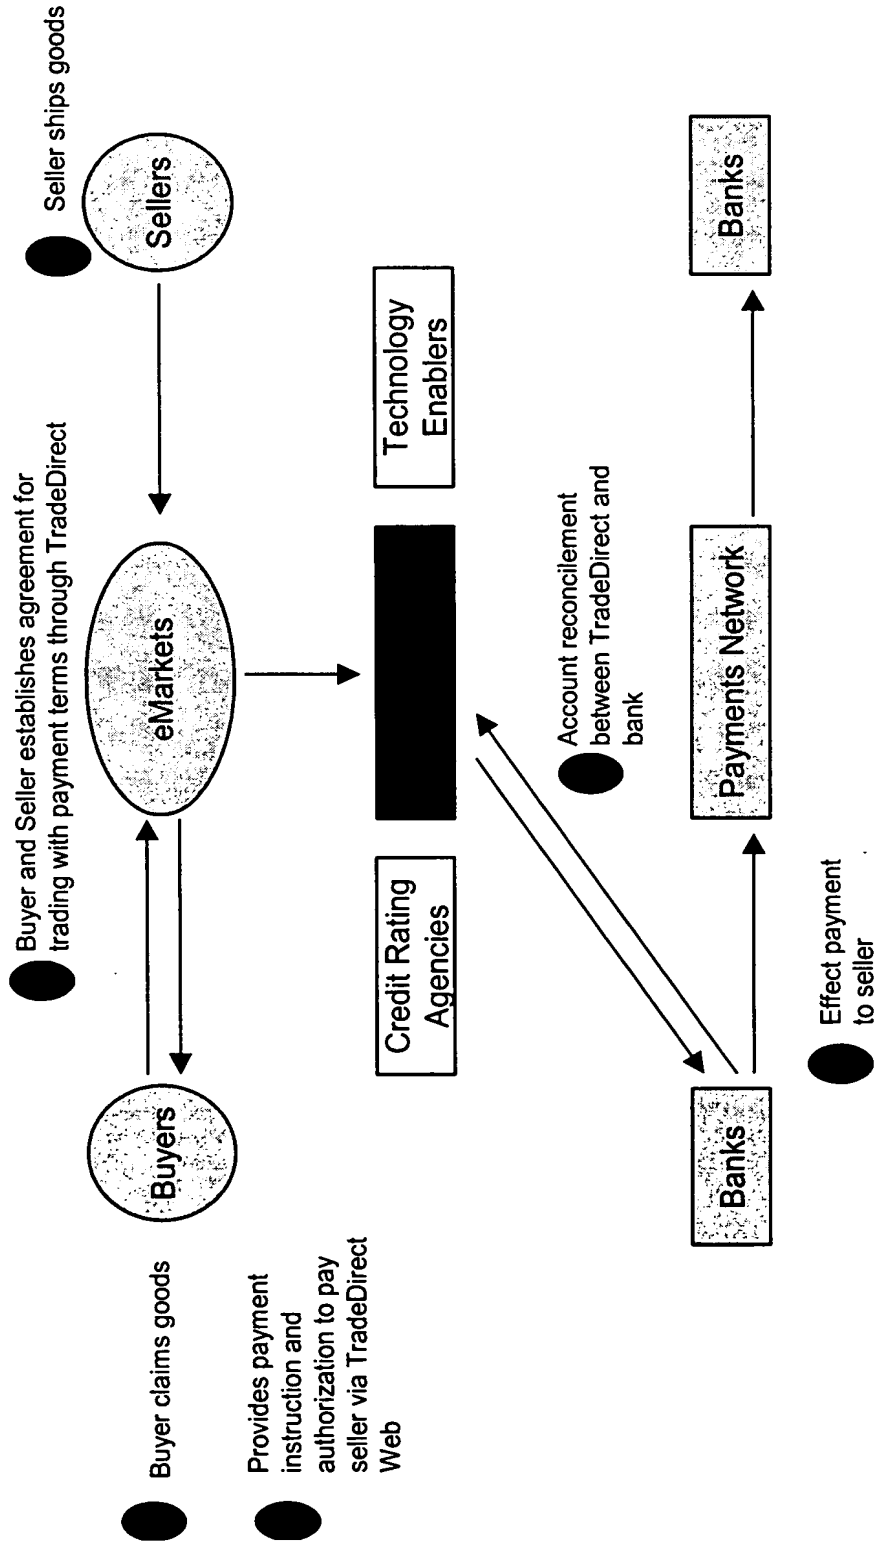 Buyer and Seller establishes agreement for
trading with payment terms through TradeDirect
Seller ships goods
Buyer claims goods
Buyers
eMarkets
Sellers
Provides payment
instruction and
authorization to pay
seller via TradeDirect
Web
Credit Rating
Agencies
Technology
Enablers
Account reconcilement
between TradeDirect and
bank
Banks
Payments Network
Banks
Effect payment
to seller